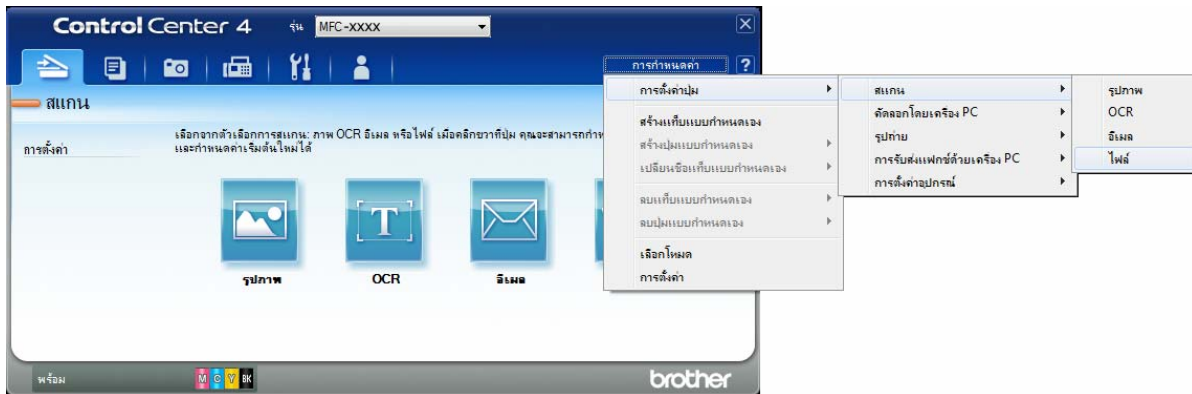 Control Center 4 รุ่น MFC-XXXX
การกำหนดค่า ?
สแกน
การตั้งค่า
เลือกจากตัวเลือกการสแกน: ภาพ OCR อีเมล หรือไฟล์ เมื่อคลิกขวาที่ปุ่ม คุณจะสามารถกำห
และกำหนดค่าเริ่มต้นใหม่ได้
รูปภาพ
OCR
อีเมล
การตั้งค่าปุ่ม
สร้างแท็บแบบกำหนดเอง
สร้างปุ่มแบบกำหนดเอง
เปลี่ยนชื่อแท็บแบบกำหนดเอง
ลบแท็บแบบกำหนดเอง
ลบปุ่มแบบกำหนดเอง
เลือกโหมด
การตั้งค่า
สแกน
คัดลอกโดยเครื่อง PC
รูปถ่าย
การรับส่งแฟกซ์ด้วยเครื่อง PC
การตั้งค่าอุปกรณ์
รูปภาพ
OCR
อีเมล
ไฟล์
พร้อม
M C Y BK
brother